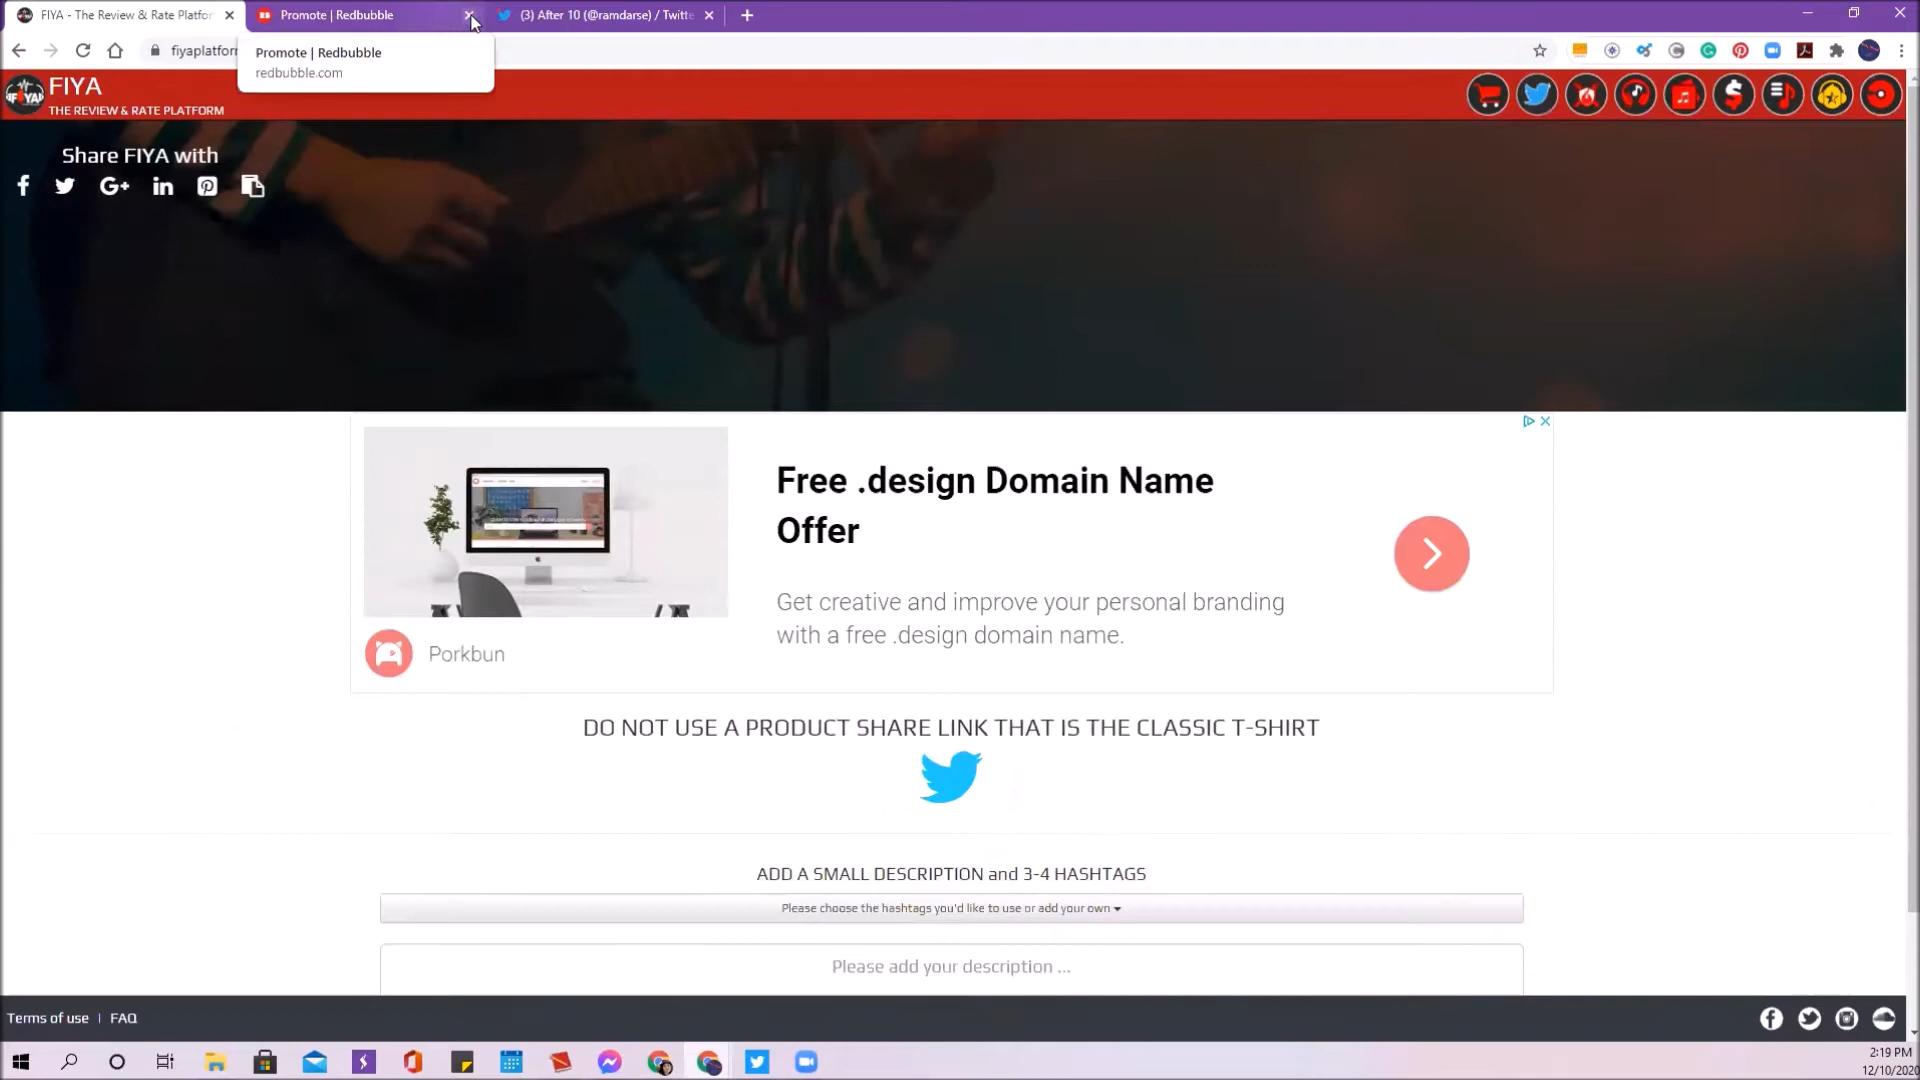 FIYA - The Review & Rate Platfor
Promote | Redbubble
(3) After 10 (@ramdarse) / Twitte
fiyaplatforr
Promote | Redbubble
redbubble.com
FIYA
THE REVIEW & RATE PLATFORM
Share FIYA with
Free .design Domain Name
Offer
Get creative and improve your personal branding
with a free .design domain name.
Porkbun
DO NOT USE A PRODUCT SHARE LINK THAT IS THE CLASSIC T-SHIRT
ADD A SMALL DESCRIPTION and 3-4 HASHTAGS
Please choose the hashtags you'd like to use or add your own
Please add your description ...
Terms of use | FAQ
2:19 PM
12/10/2020